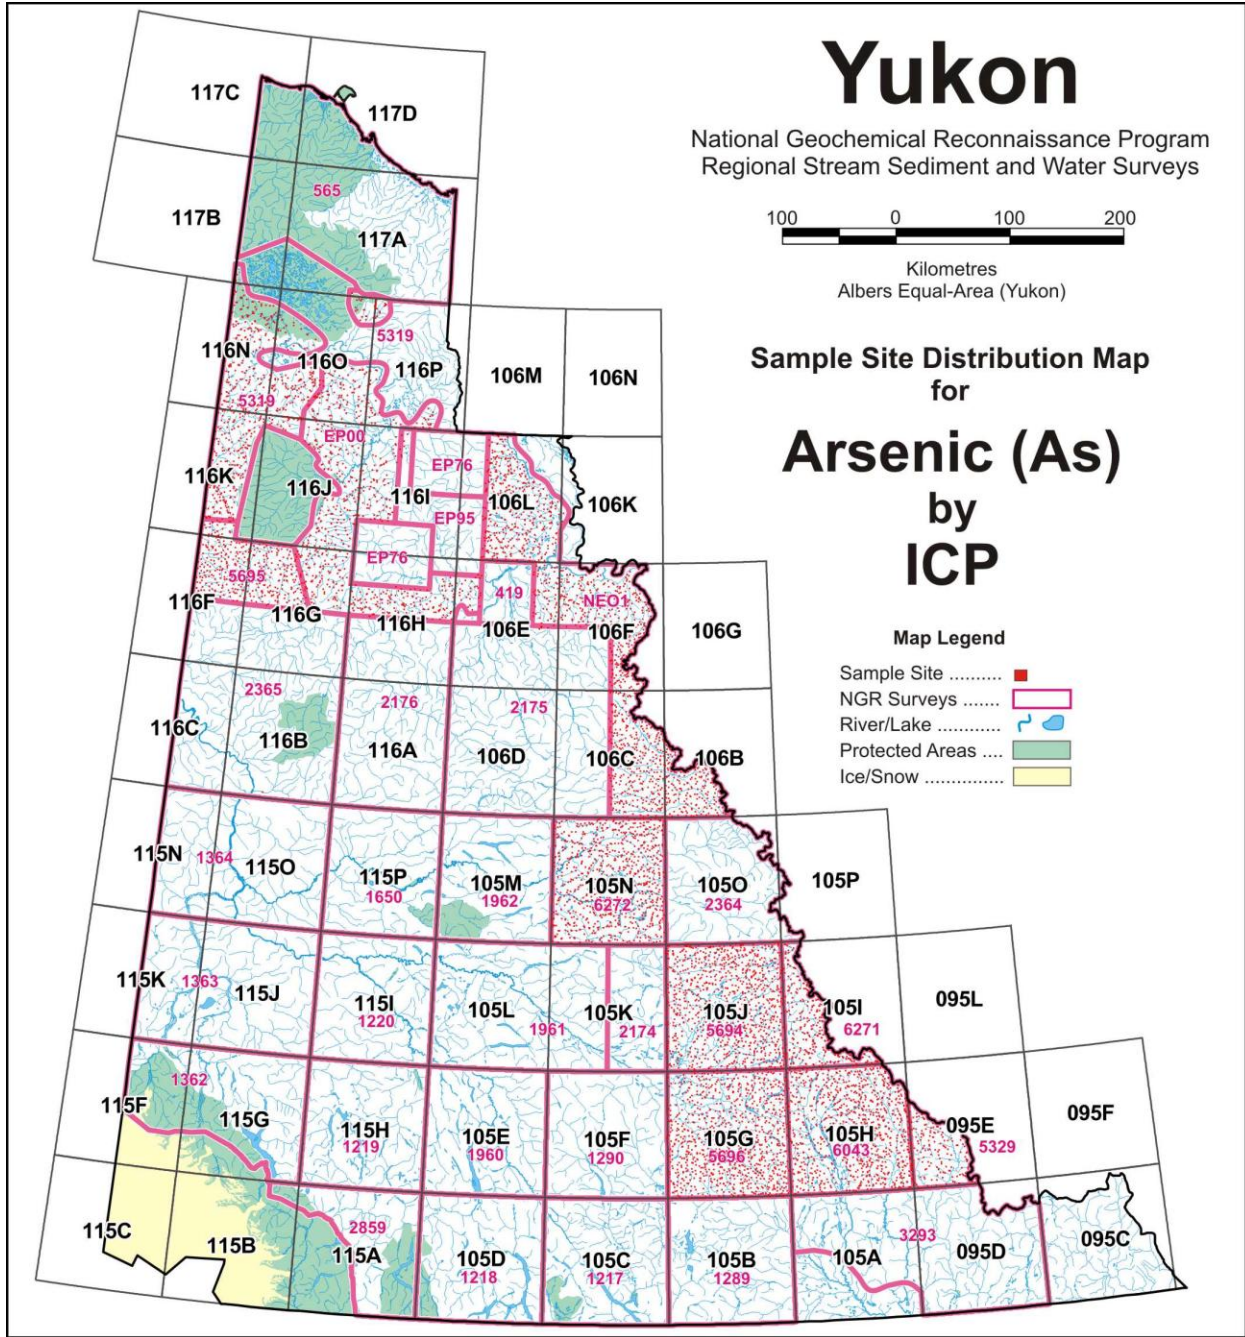 Yukon
National Geochemical Reconnaissance Program
Regional Stream Sediment and Water Surveys
100 0 100 200
Kilometres
Albers Equal-Area (Yukon)
Sample Site Distribution Map
for
Arsenic (As)
by
ICP
Map Legend
Sample Site ..........
NGR Surveys .......
River/Lake ............
Protected Areas ....
Ice/Snow ...............
117C
117D
565
117B
117A
5319
116N
116O
116P
106M
106N
5319
EP00
EP76
116K
116J
116I
106L
106K
EP95
EP76
5695
419
NEO1
116F
116G
116H
106E
106F
106G
2365
2176
2175
116C
116B
116A
106D
106C
106B
115N
1364
115O
115P
1650
105M
1962
105N
6272
105O
2364
105P
115K
1363
115J
115I
1220
105L
1961
105K
2174
105J
5694
105I
6271
095L
1362
115F
115G
115H
1219
105E
1960
105F
1290
105G
5696
105H
6043
095E
5329
095F
115C
115B
2859
115A
105D
1218
105C
1217
105B
1289
105A
3293
095D
095C